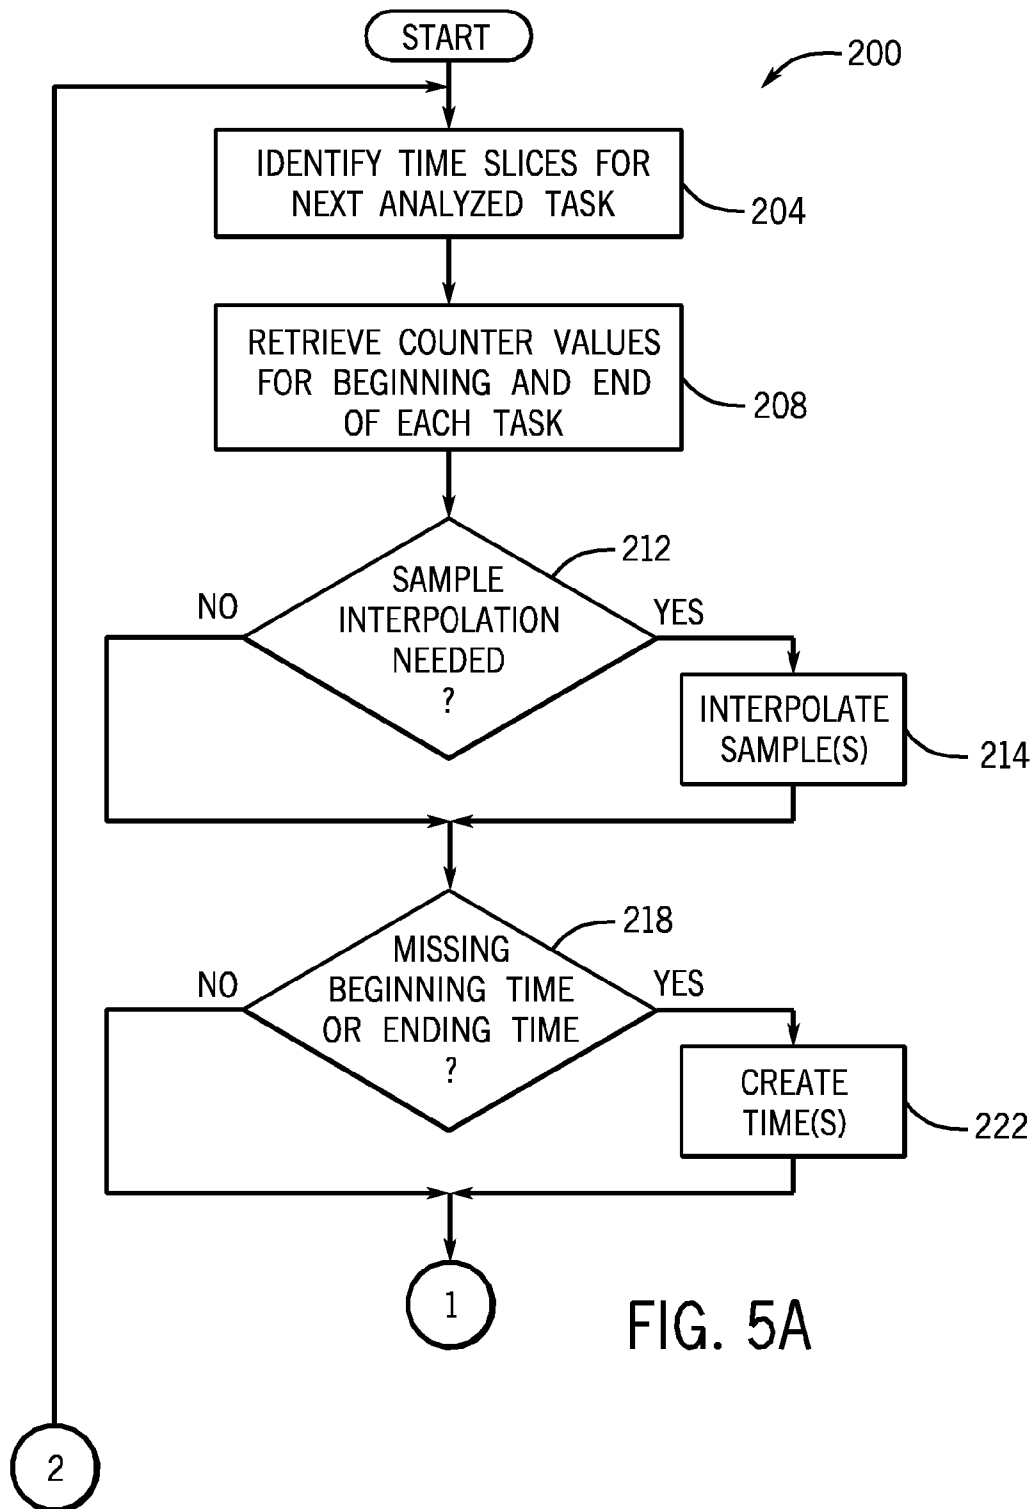 START
200
IDENTIFY TIME SLICES FOR
NEXT ANALYZED TASK
204
RETRIEVE COUNTER VALUES
FOR BEGINNING AND END
OF EACH TASK
208
212
SAMPLE
INTERPOLATION
NEEDED
?
NO
YES
INTERPOLATE
SAMPLE(S)
214
218
MISSING
BEGINNING TIME
OR ENDING TIME
?
NO
YES
CREATE
TIME(S)
222
1
FIG. 5A
2